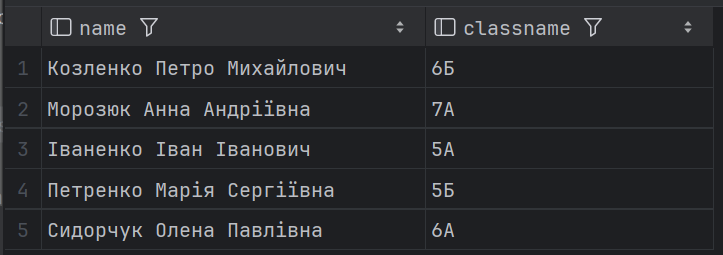 name classname
1 Козленко Петро Михайлович 6Б
2 Морозюк Анна Андріївна 7А
3 Іваненко Іван Іванович 5А
4 Петренко Марія Сергіївна 5Б
5 Сидорчук Олена Павлівна 6А